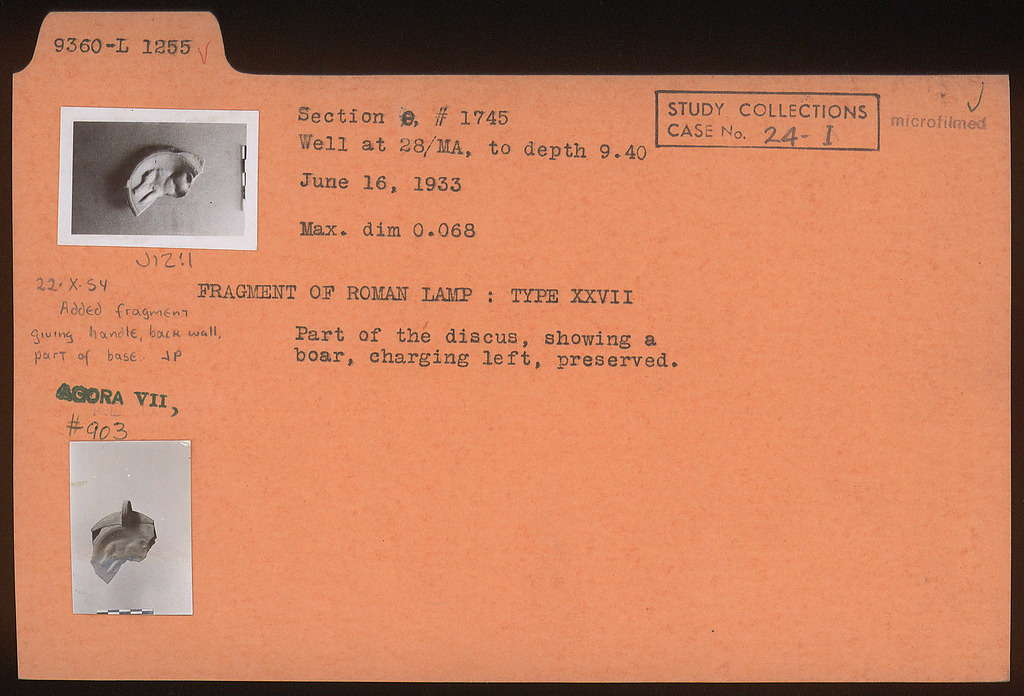 9360-L 1255 √
Section e, # 1745
Well at 28/MA, to depth 9.40
June 16, 1933
Max. dim 0.068
STUDY COLLECTIONS
CASE No. 24-I
microfilmed
22.X.54
Added fragment
giving handle, back wall,
part of base. JP
FRAGMENT OF ROMAN LAMP : TYPE XXVII
Part of the discus, showing a
boar, charging left, preserved.
AGORA VII,
#903